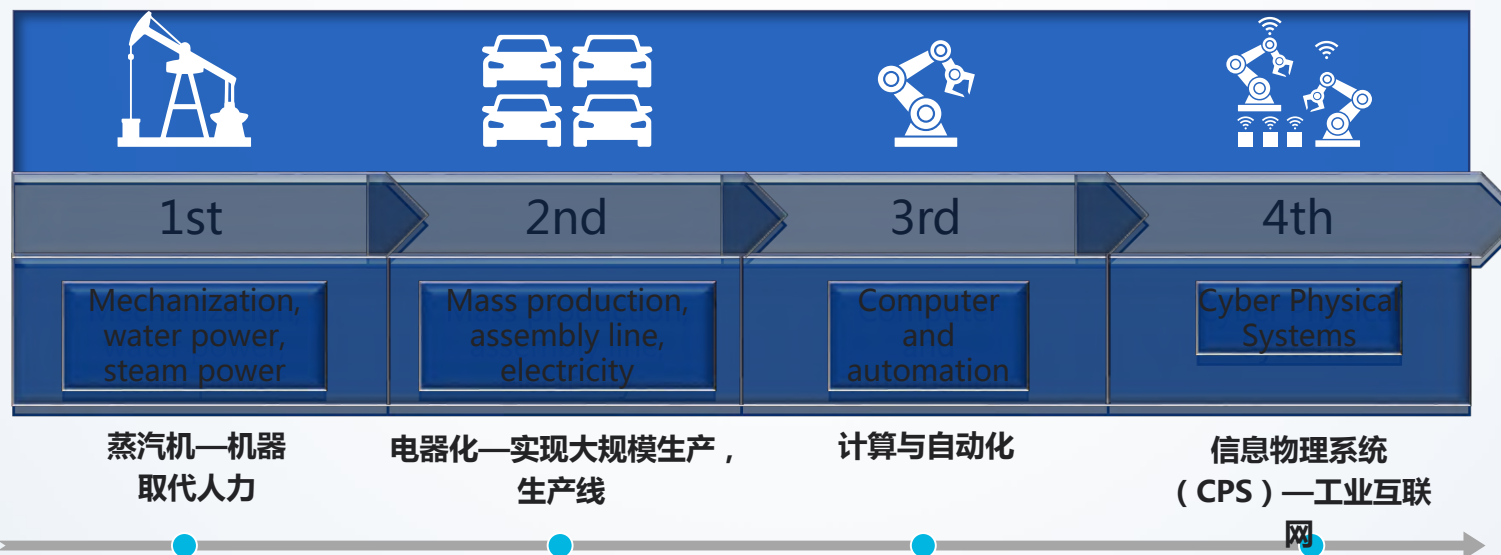 1st
2nd
3rd
4th
Mechanization,
water power,
steam power
Mass production,
assembly line,
electricity
Computer
and
automation
Cyber Physical
Systems
蒸汽机—机器
取代人力
电器化—实现大规模生产，
生产线
计算与自动化
信息物理系统
（CPS）—工业互联
网